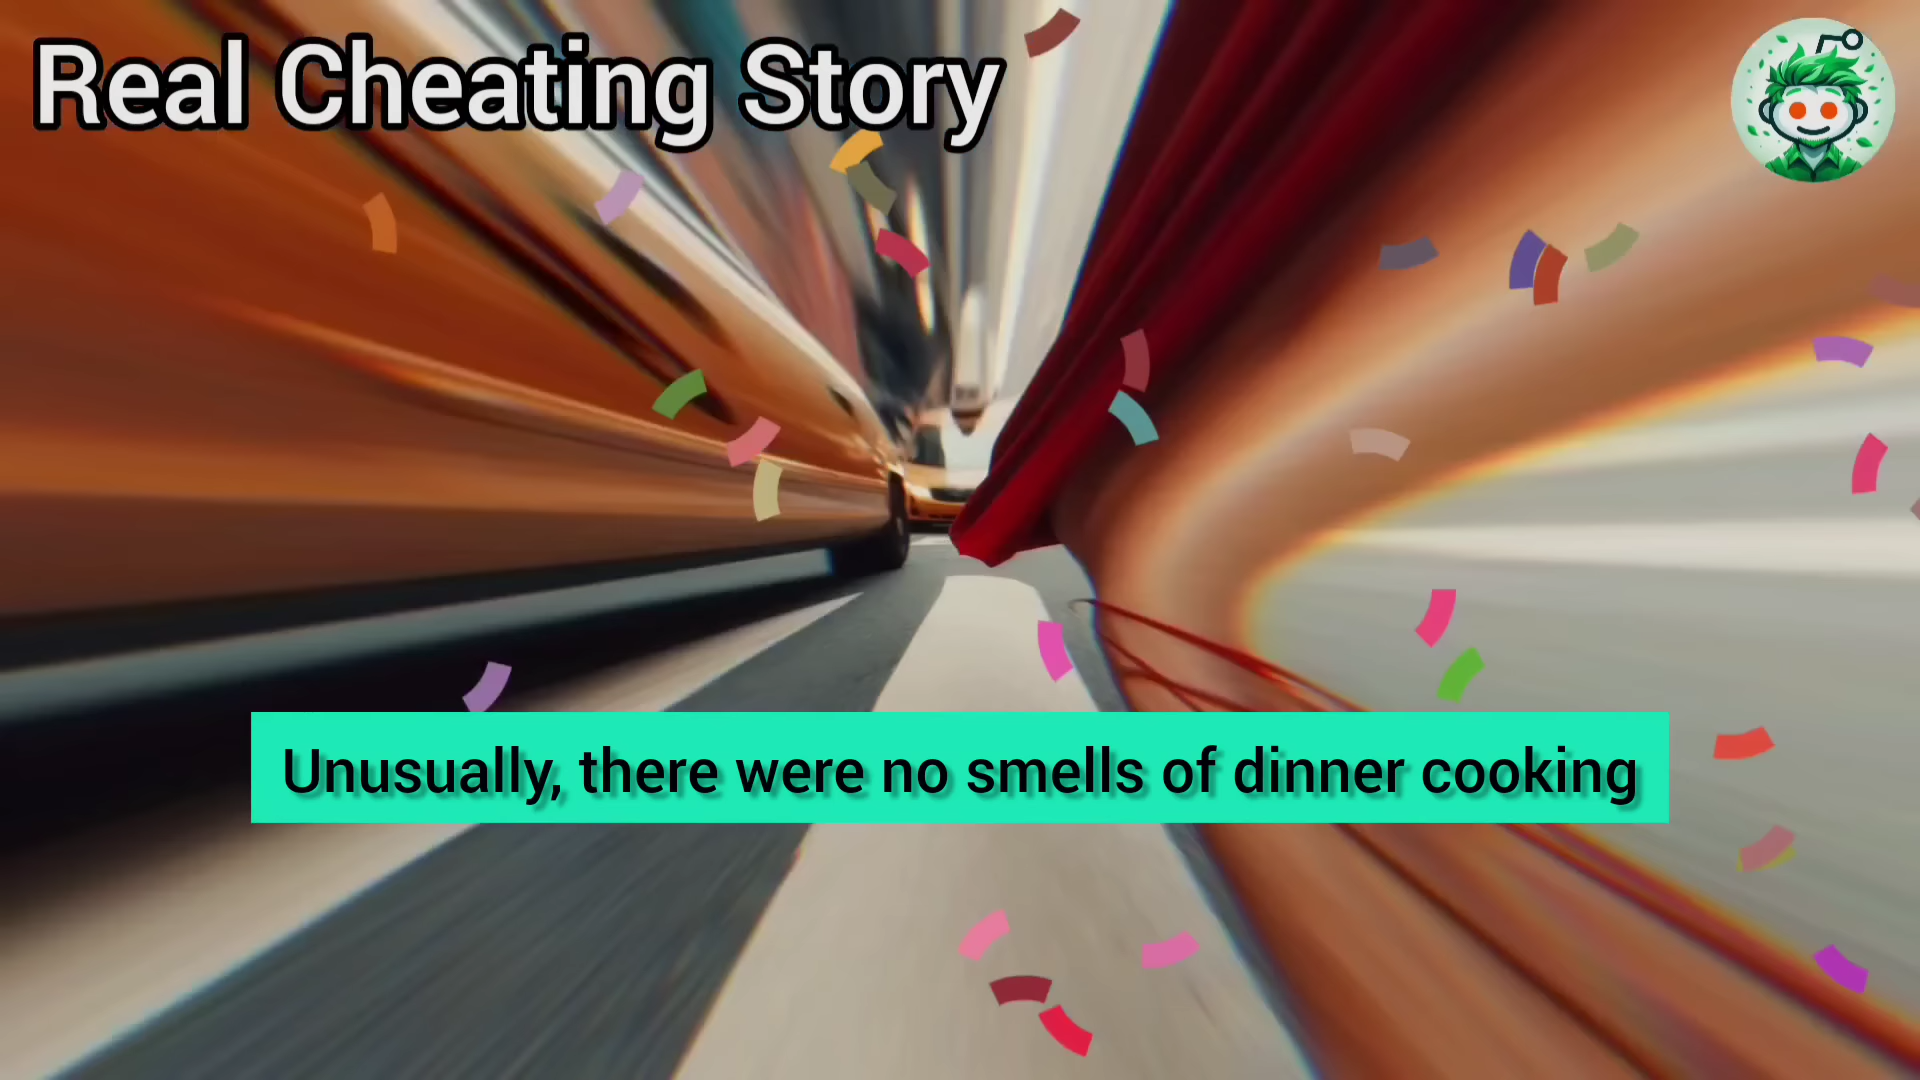 Real Cheating Story
Unusually, there were no smells of dinner cooking